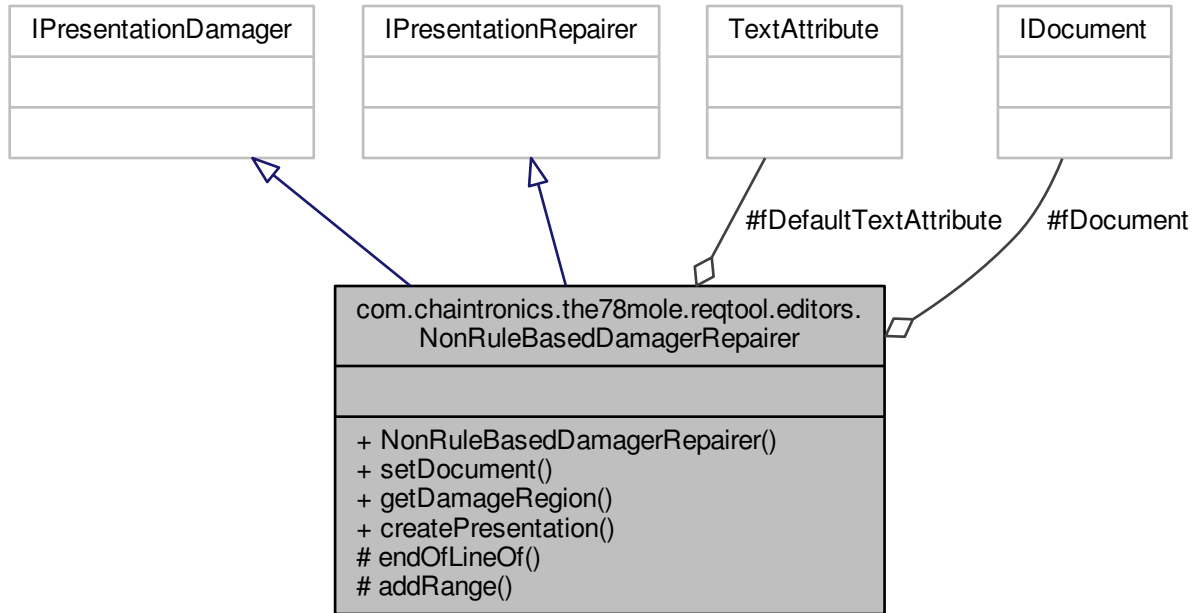 IPresentationDamager
IPresentationRepairer
TextAttribute
IDocument
#fDefaultTextAttribute
#fDocument
com.chaintronics.the78mole.reqtool.editors.
NonRuleBasedDamagerRepairer
+ NonRuleBasedDamagerRepairer()
+ setDocument()
+ getDamageRegion()
+ createPresentation()
# endOfLineOf()
# addRange()